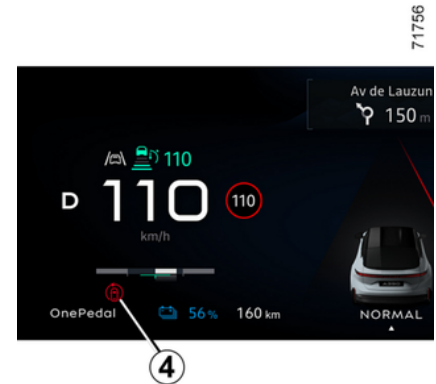 71756
Av de Lauzun
150 m
110
D 110 110
km/h
OnePedal 56% 160 km
NORMAL
4